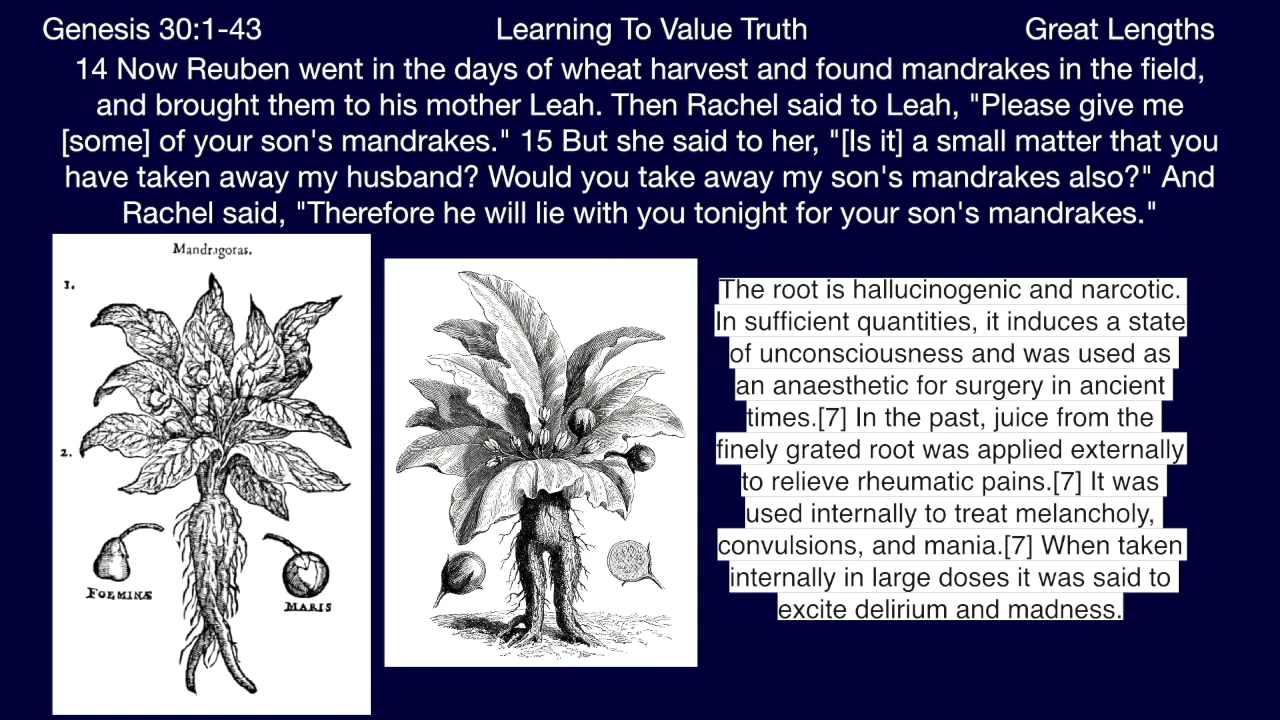 Genesis 30:1-43 Learning To Value Truth Great Lengths
14 Now Reuben went in the days of wheat harvest and found mandrakes in the field,
and brought them to his mother Leah. Then Rachel said to Leah, "Please give me
[some] of your son's mandrakes." 15 But she said to her, "[Is it] a small matter that you
have taken away my husband? Would you take away my son's mandrakes also?" And
Rachel said, "Therefore he will lie with you tonight for your son's mandrakes."
Mandragoras.
1.
2.
FOEMINÆ
MARIS
The root is hallucinogenic and narcotic.
In sufficient quantities, it induces a state
of unconsciousness and was used as
an anaesthetic for surgery in ancient
times.[7] In the past, juice from the
finely grated root was applied externally
to relieve rheumatic pains.[7] It was
used internally to treat melancholy,
convulsions, and mania.[7] When taken
internally in large doses it was said to
excite delirium and madness.